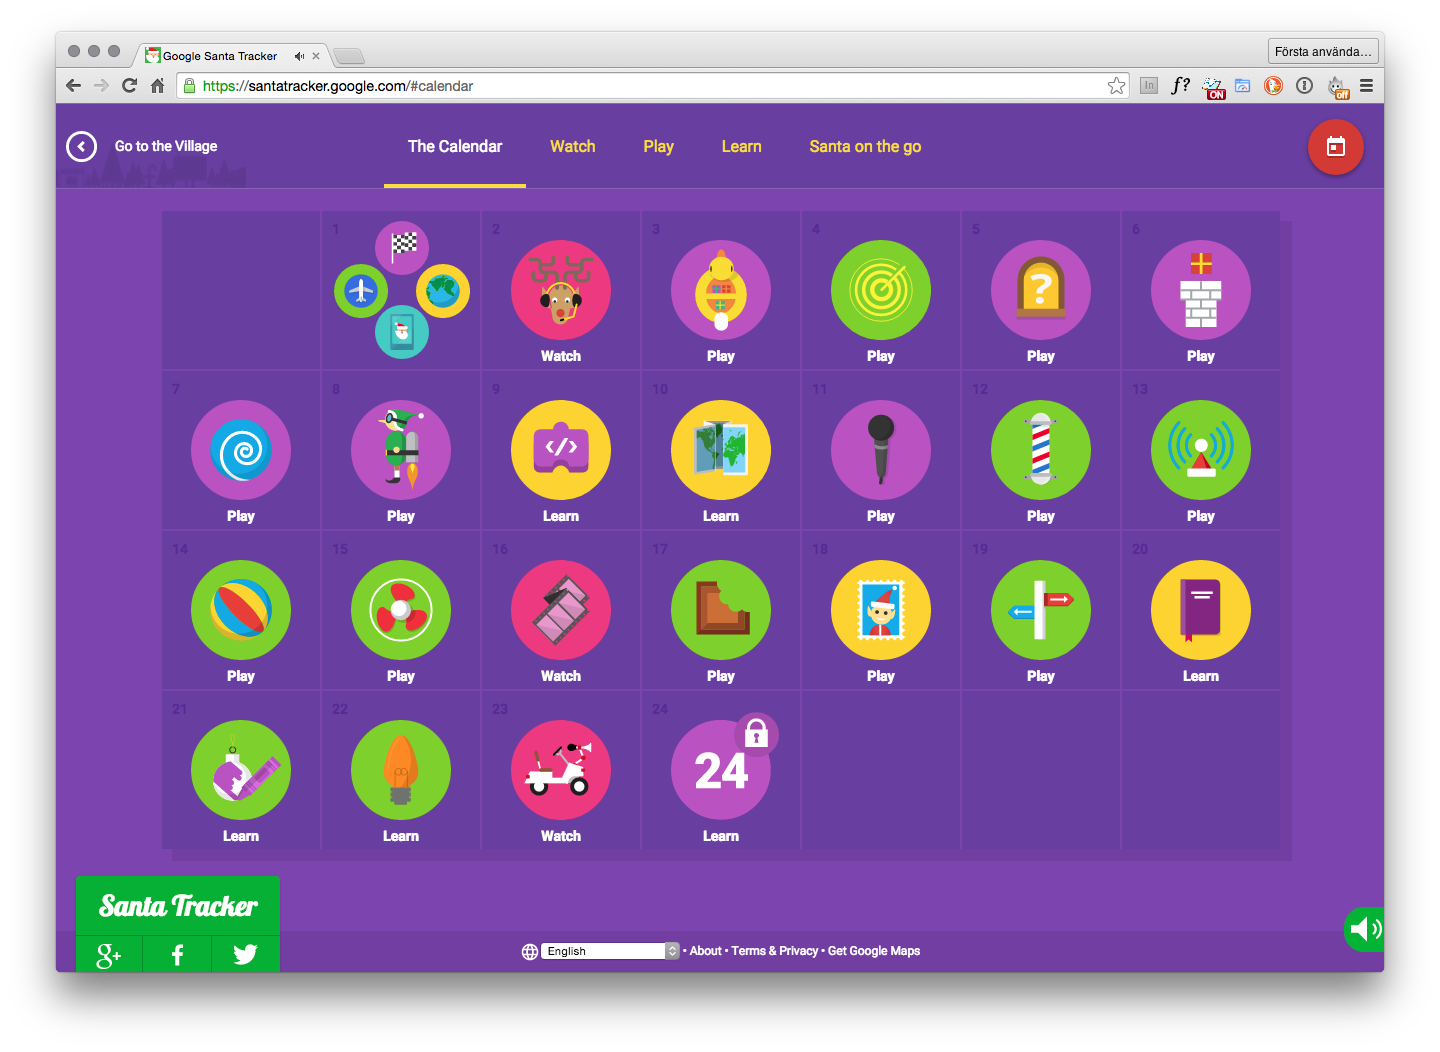 Google Santa Tracker
Första använda...
https://santatracker.google.com/#calendar
In
f?
ON
off
Go to the Village
The Calendar
Watch
Play
Learn
Santa on the go
1
2
3
4
5
6
Watch
Play
Play
Play
Play
7
8
9
10
11
12
13
</>
Play
Play
Learn
Learn
Play
Play
Play
14
15
16
17
18
19
20
Play
Play
Watch
Play
Play
Play
Learn
21
22
23
24
24
Learn
Learn
Watch
Learn
Santa Tracker
g+
f
English • About • Terms & Privacy • Get Google Maps